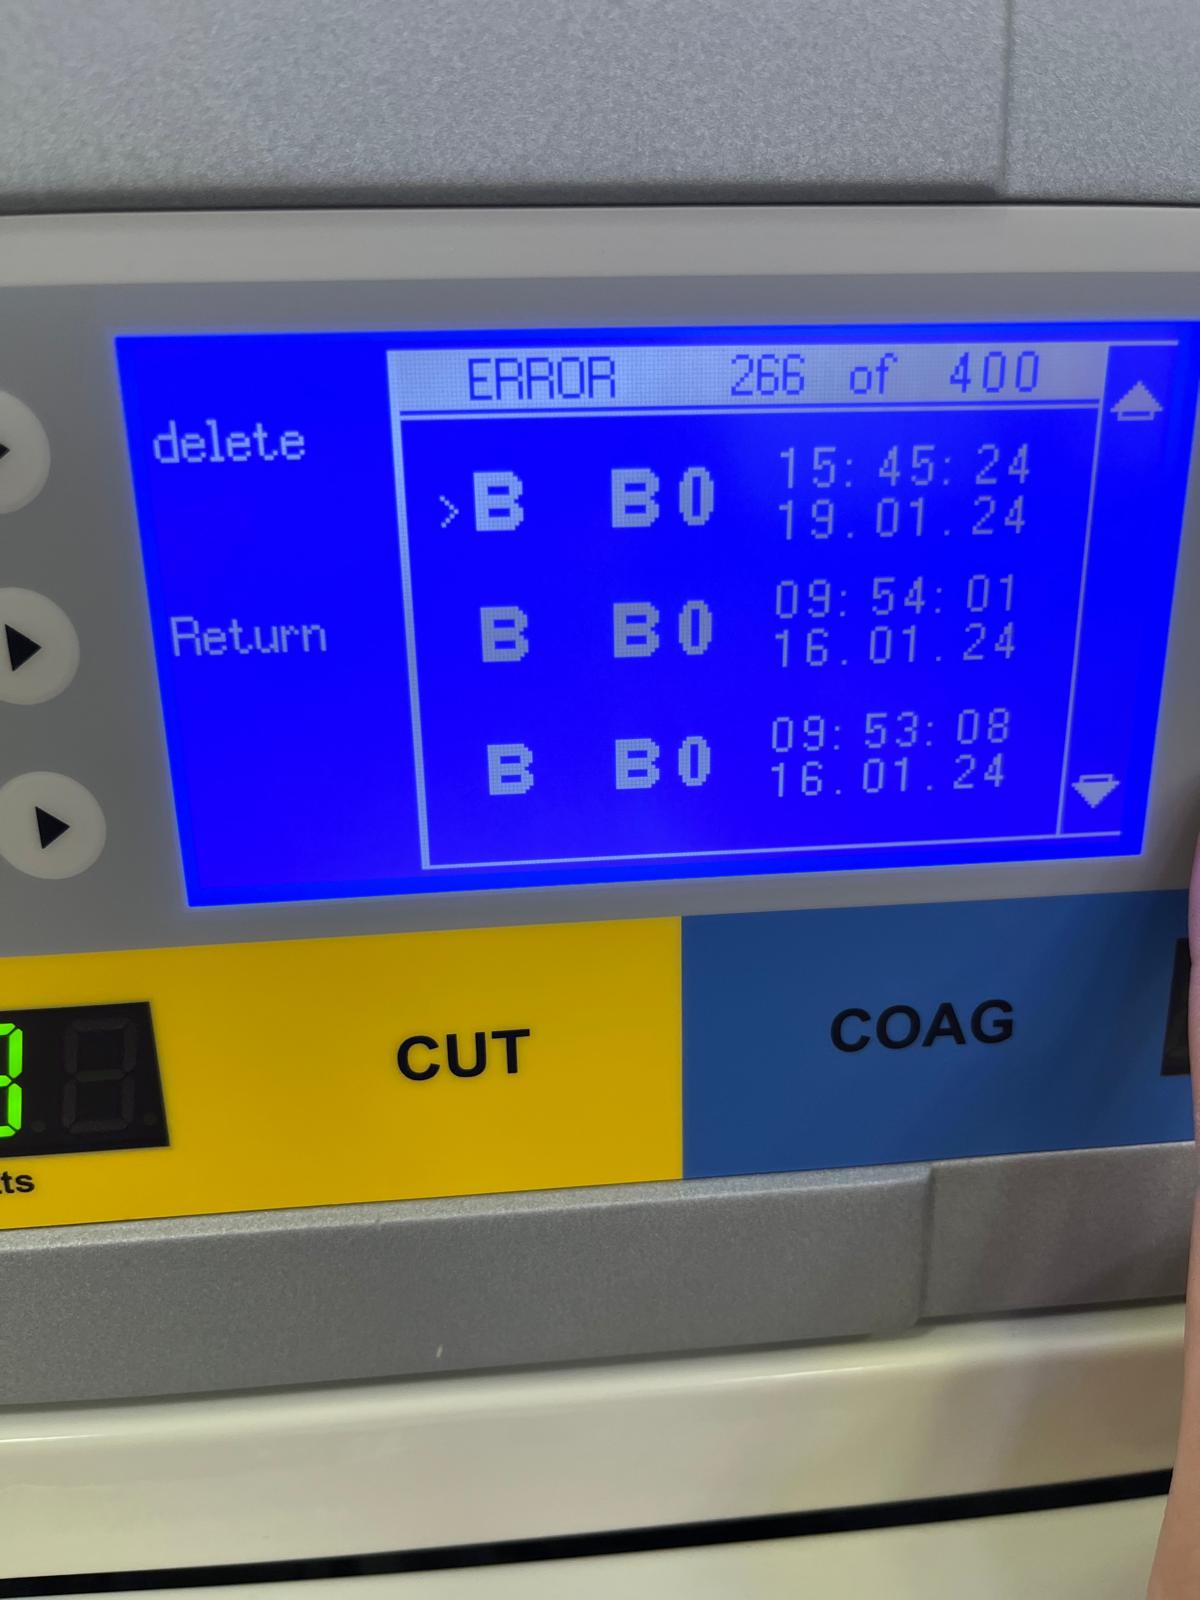 ERROR 266 of 400
delete
>B B0 15:45:24
19.01.24
B B0 09:54:01
16.01.24
Return
B B0 09:53:08
16.01.24
CUT
COAG